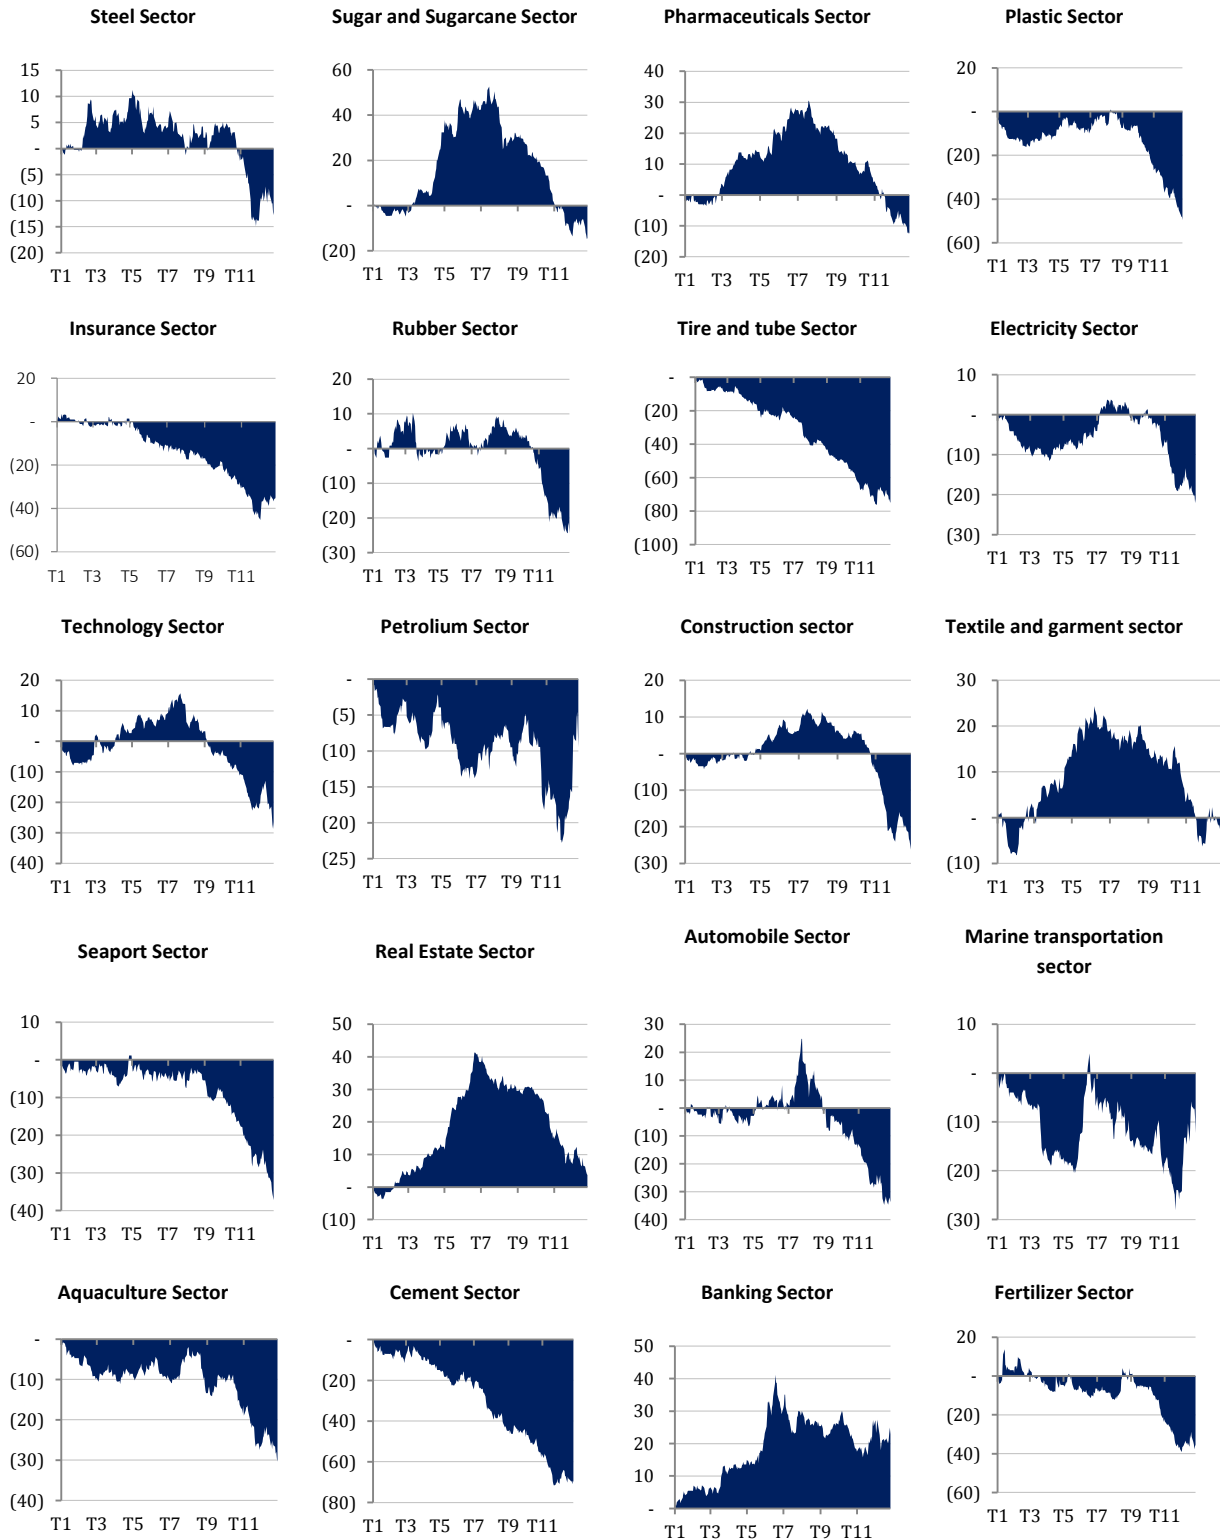 Steel Sector
15
10
5
-
(5)
(10)
(15)
(20)
T1 T3 T5 T7 T9 T11
Sugar and Sugarcane Sector
60
40
20
-
(20)
T1 T3 T5 T7 T9 T11
Pharmaceuticals Sector
40
30
20
10
-
(10)
(20)
T1 T3 T5 T7 T9 T11
Plastic Sector
20
-
(20)
(40)
(60)
T1 T3 T5 T7 T9 T11
Insurance Sector
20
-
(20)
(40)
(60)
T1 T3 T5 T7 T9 T11
Rubber Sector
20
10
-
(10)
(20)
(30)
T1 T3 T5 T7 T9 T11
Tire and tube Sector
-
(20)
(40)
(60)
(80)
(100)
T1 T3 T5 T7 T9 T11
Electricity Sector
10
-
(10)
(20)
(30)
T1 T3 T5 T7 T9 T11
Technology Sector
20
10
-
(10)
(20)
(30)
(40)
T1 T3 T5 T7 T9 T11
Petrolium Sector
-
(5)
(10)
(15)
(20)
(25)
T1 T3 T5 T7 T9 T11
Construction sector
20
10
-
(10)
(20)
(30)
T1 T3 T5 T7 T9 T11
Textile and garment sector
30
20
10
-
(10)
T1 T3 T5 T7 T9 T11
Seaport Sector
10
-
(10)
(20)
(30)
(40)
T1 T3 T5 T7 T9 T11
Real Estate Sector
50
40
30
20
10
-
(10)
T1 T3 T5 T7 T9 T11
Automobile Sector
30
20
10
-
(10)
(20)
(30)
(40)
T1 T3 T5 T7 T9 T11
Marine transportation
sector
10
-
(10)
(20)
(30)
T1 T3 T5 T7 T9 T11
Aquaculture Sector
-
(10)
(20)
(30)
(40)
T1 T3 T5 T7 T9 T11
Cement Sector
-
(20)
(40)
(60)
(80)
T1 T3 T5 T7 T9 T11
Banking Sector
50
40
30
20
10
-
T1 T3 T5 T7 T9 T11
Fertilizer Sector
20
-
(20)
(40)
(60)
T1 T3 T5 T7 T9 T11